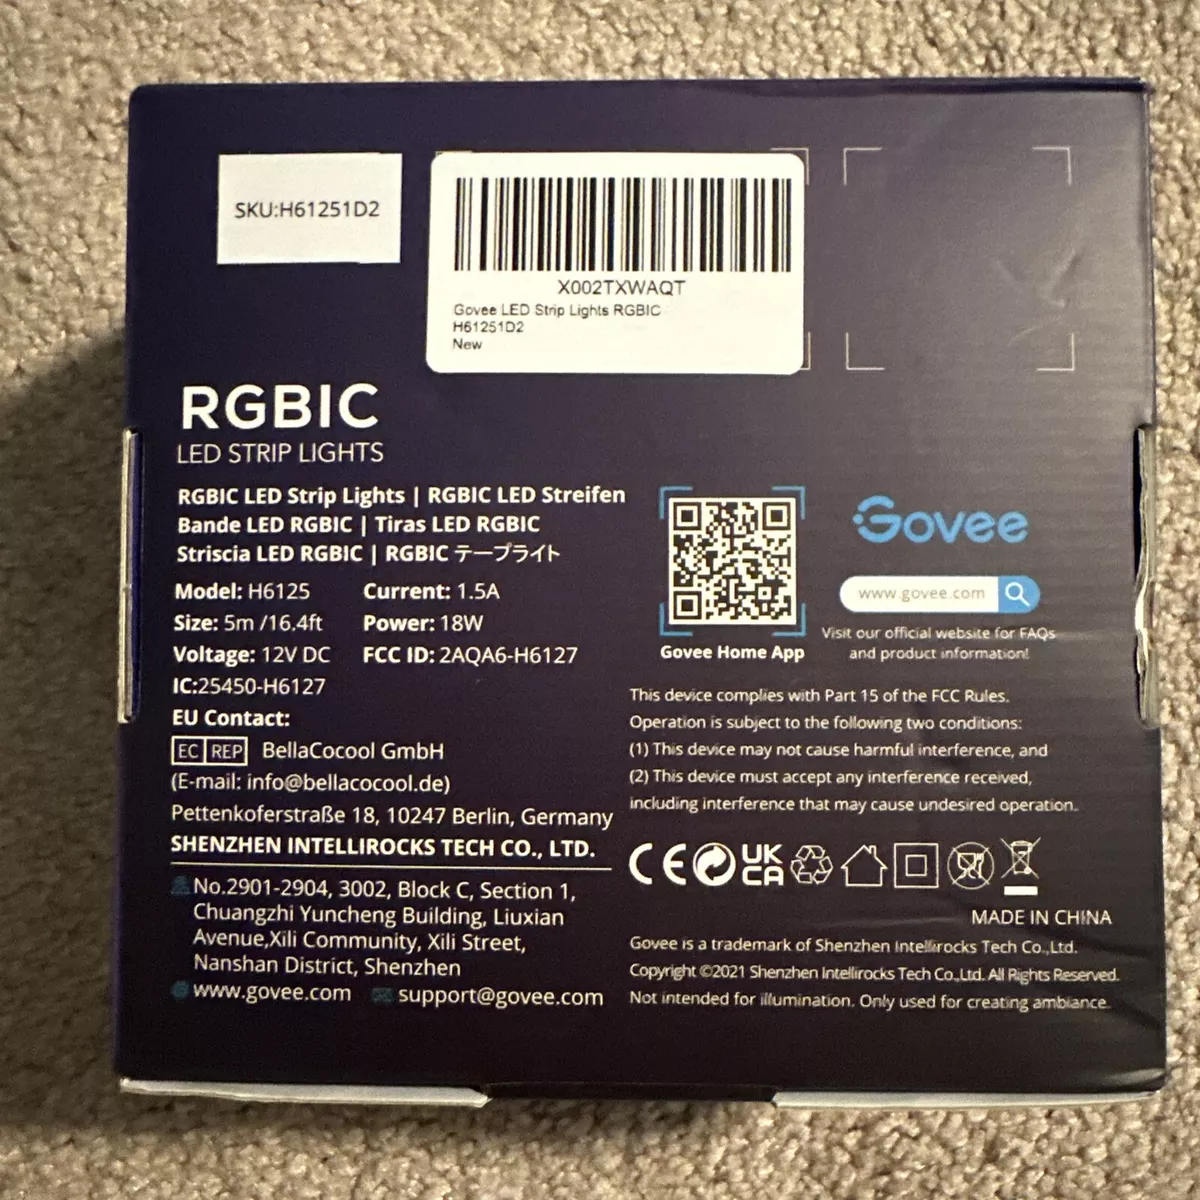 SKU:H61251D2
X002TXWAQT
Govee LED Strip Lights RGBIC
H61251D2
New
RGBIC
LED STRIP LIGHTS
RGBIC LED Strip Lights | RGBIC LED Streifen
Bande LED RGBIC | Tiras LED RGBIC
Striscia LED RGBIC | RGBIC テープライト
Model: H6125 Current: 1.5A
Size: 5m /16.4ft Power: 18W
Voltage: 12V DC FCC ID: 2AQA6-H6127
IC:25450-H6127
EU Contact:
EC REP BellaCocool GmbH
(E-mail: info@bellacocool.de)
Pettenkoferstraße 18, 10247 Berlin, Germany
SHENZHEN INTELLIROCKS TECH CO., LTD.
No.2901-2904, 3002, Block C, Section 1,
Chuangzhi Yuncheng Building, Liuxian
Avenue,Xili Community, Xili Street,
Nanshan District, Shenzhen
www.govee.com support@govee.com
Govee Home App
Govee
www.govee.com
Visit our official website for FAQs
and product information!
This device complies with Part 15 of the FCC Rules.
Operation is subject to the following two conditions:
(1) This device may not cause harmful interference, and
(2) This device must accept any interference received,
including interference that may cause undesired operation.
CE UK CA
MADE IN CHINA
Govee is a trademark of Shenzhen Intellirocks Tech Co.,Ltd.
Copyright ©2021 Shenzhen Intellirocks Tech Co.,Ltd. All Rights Reserved.
Not intended for illumination. Only used for creating ambiance.